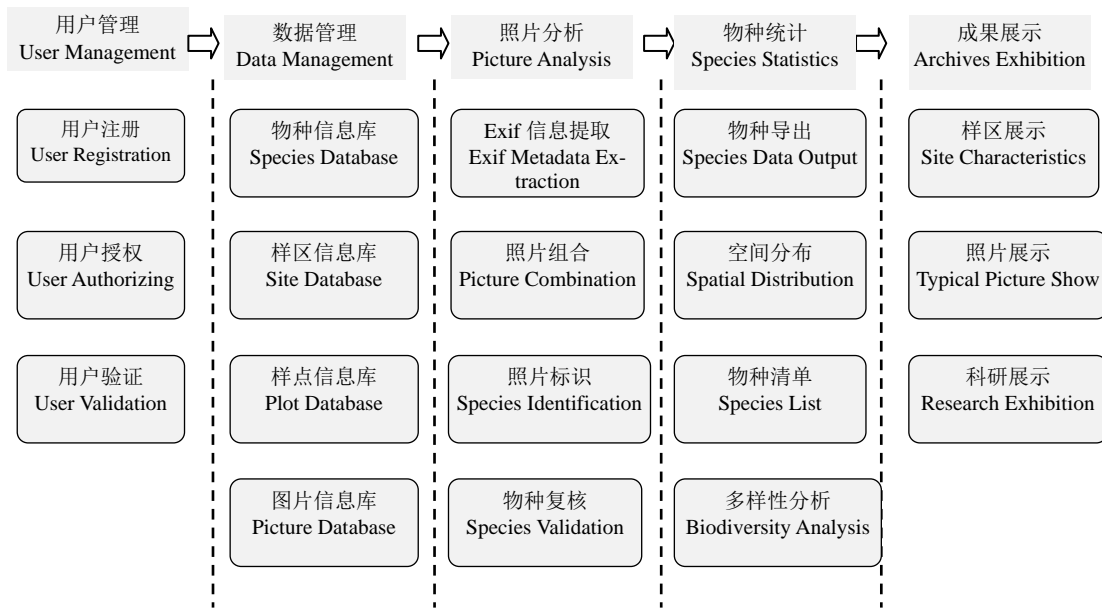 用户管理
User Management
数据管理
Data Management
照片分析
Picture Analysis
物种统计
Species Statistics
成果展示
Archives Exhibition
用户注册
User Registration
物种信息库
Species Database
Exif 信息提取
Exif Metadata Ex-
traction
物种导出
Species Data Output
样区展示
Site Characteristics
用户授权
User Authorizing
样区信息库
Site Database
照片组合
Picture Combination
空间分布
Spatial Distribution
照片展示
Typical Picture Show
用户验证
User Validation
样点信息库
Plot Database
照片标识
Species Identification
物种清单
Species List
科研展示
Research Exhibition
图片信息库
Picture Database
物种复核
Species Validation
多样性分析
Biodiversity Analysis